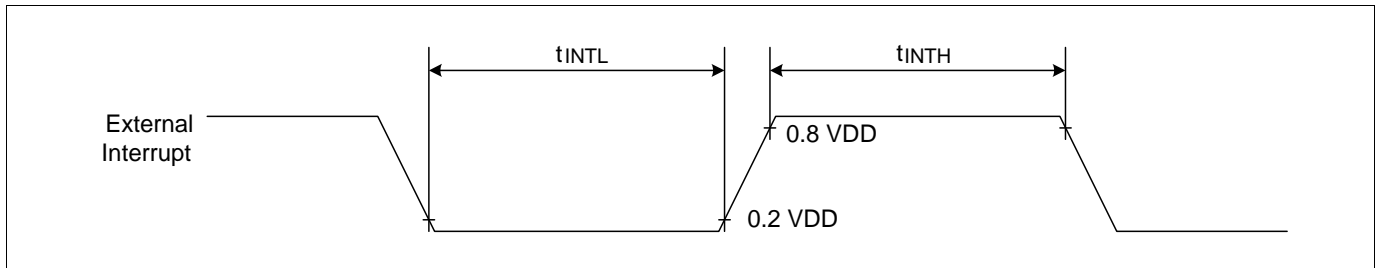 tINTL
tINTH
External
Interrupt
0.8 VDD
0.2 VDD